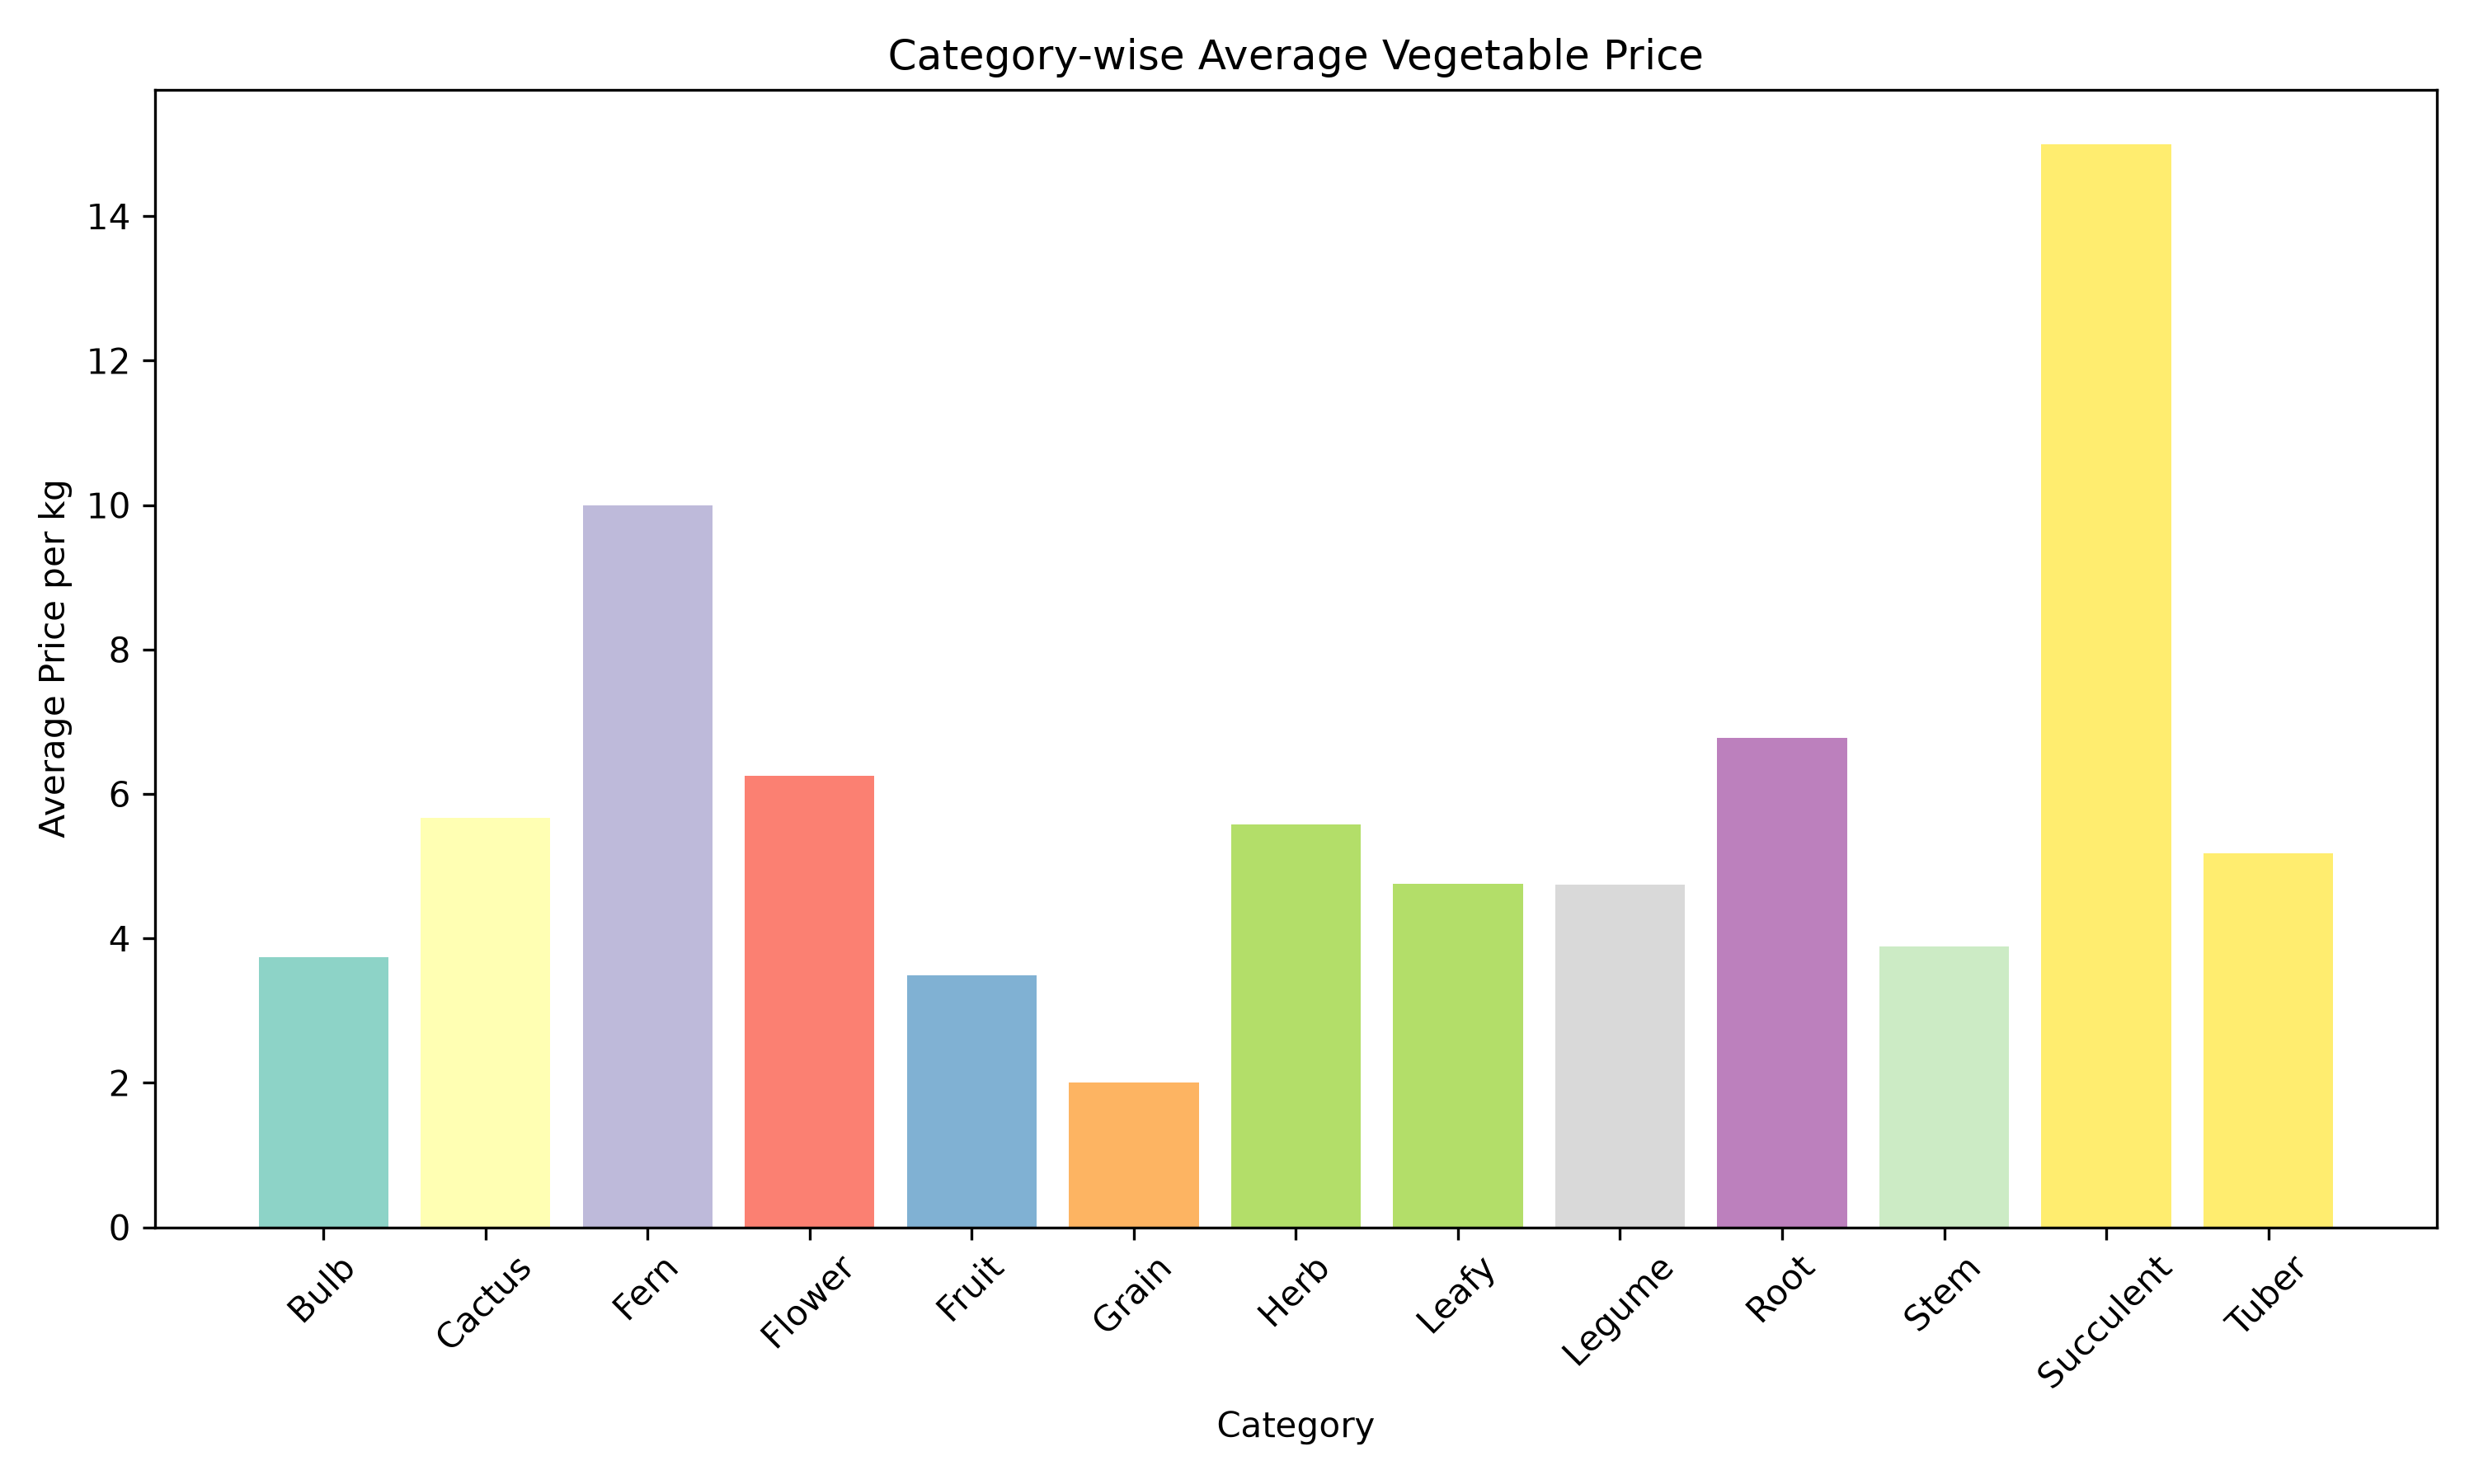 Category-wise Average Vegetable Price
Average Price per kg
14
12
10
8
6
4
2
0
Bulb
Cactus
Fern
Flower
Fruit
Grain
Herb
Leafy
Legume
Root
Stem
Succulent
Tuber
Category